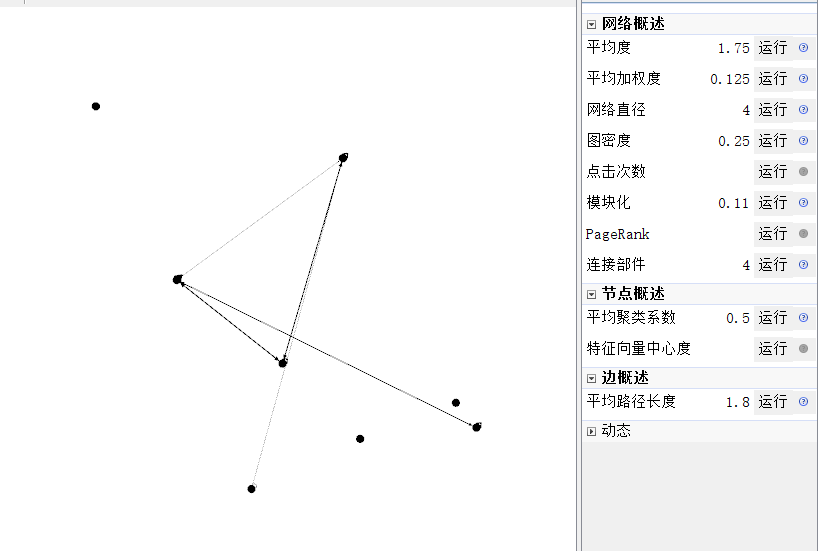 网络概述
平均度 1.75 运行
平均加权度 0.125 运行
网络直径 4 运行
图密度 0.25 运行
点击次数 运行
模块化 0.11 运行
PageRank 运行
连接部件 4 运行
节点概述
平均聚类系数 0.5 运行
特征向量中心度 运行
边概述
平均路径长度 1.8 运行
动态